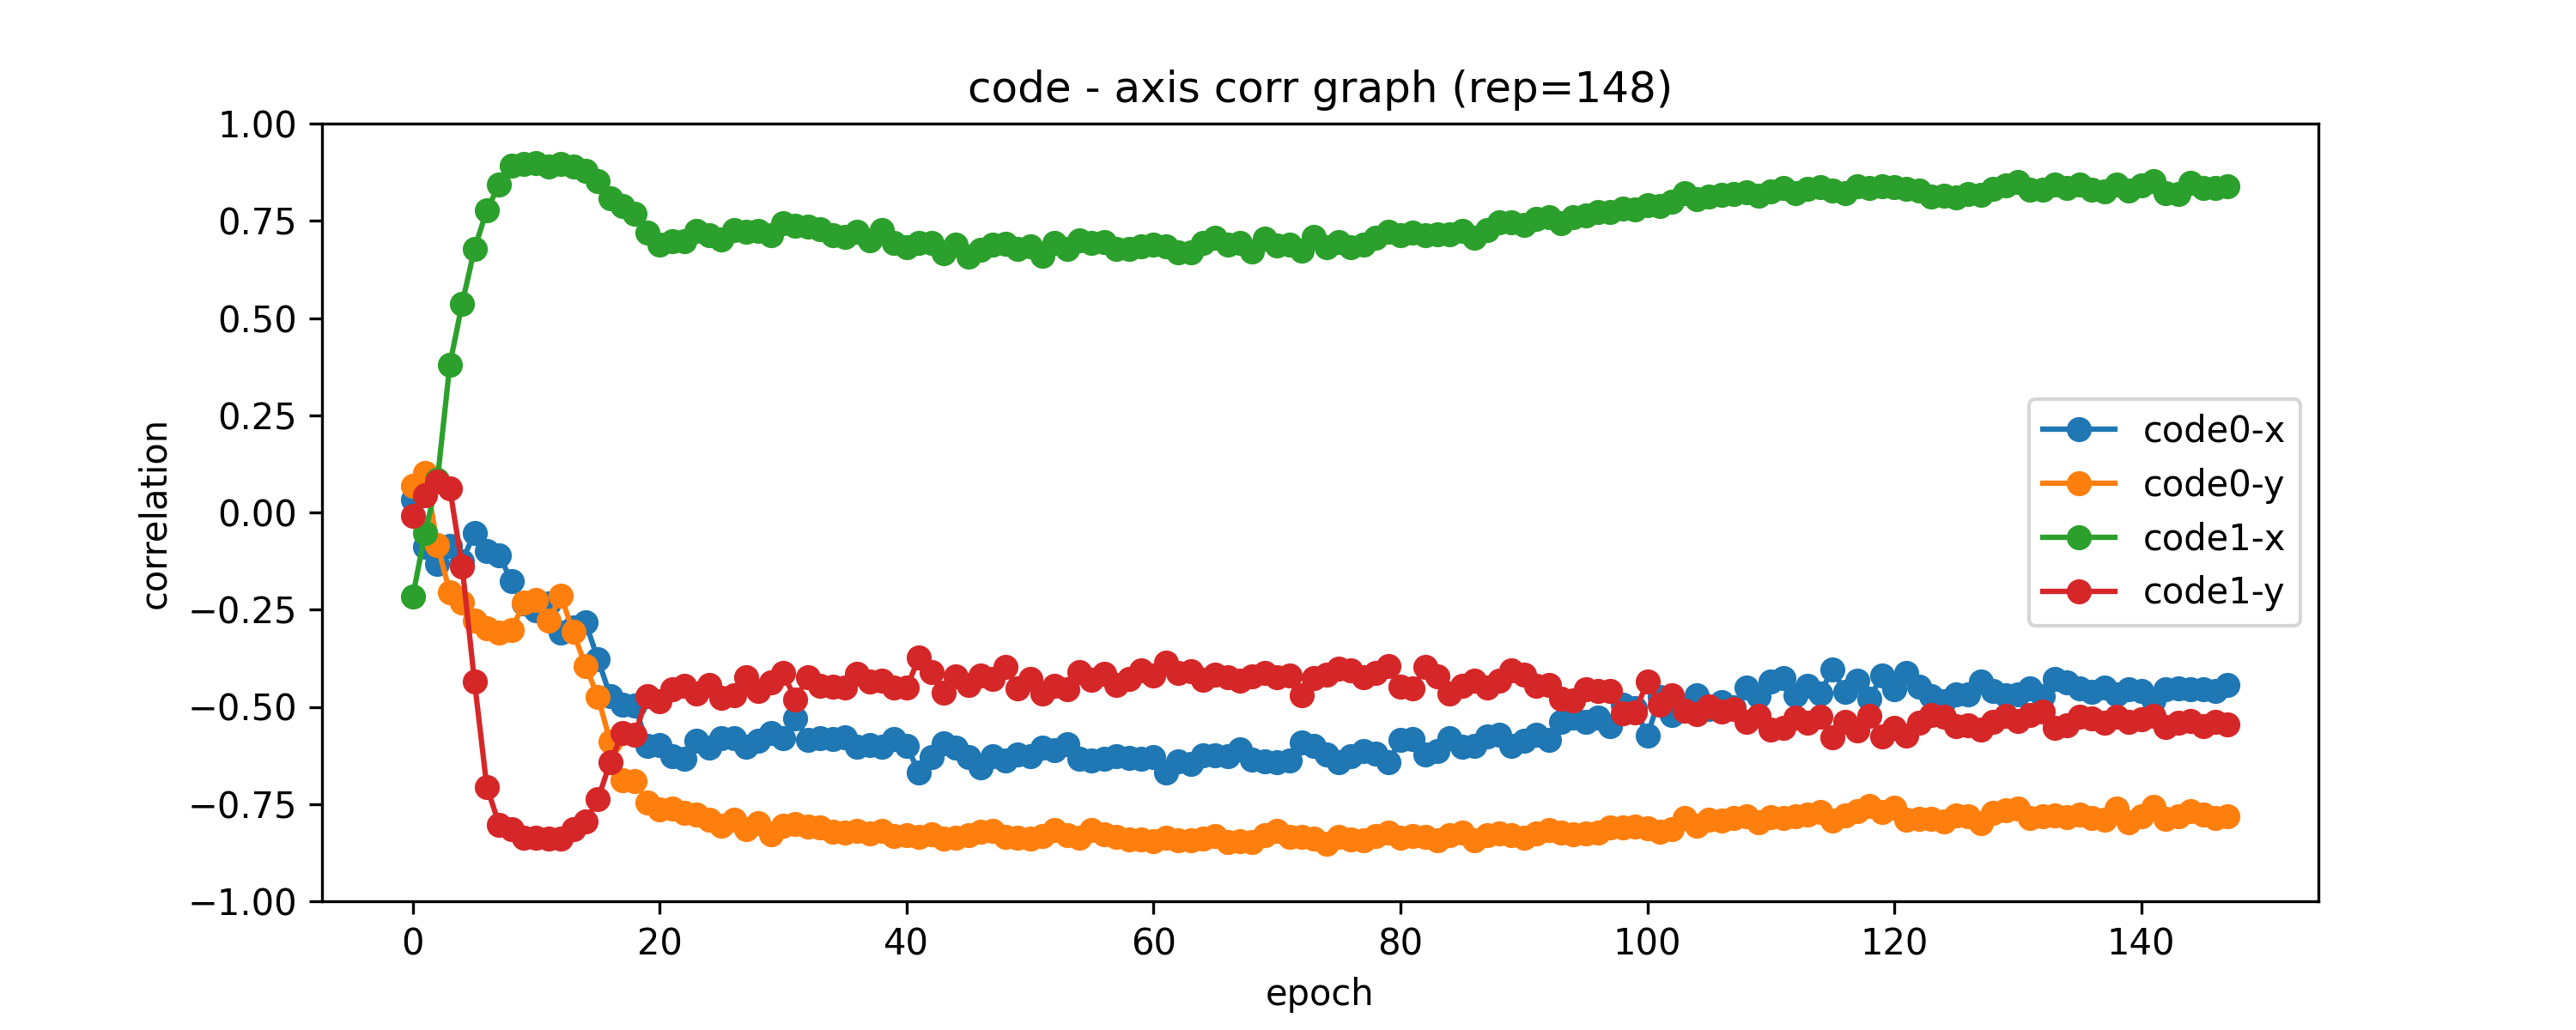 code - axis corr graph (rep=148)
1.00
0.75
0.50
0.25
0.00
−0.25
−0.50
−0.75
−1.00
correlation
code0-x
code0-y
code1-x
code1-y
0 20 40 60 80 100 120 140
epoch